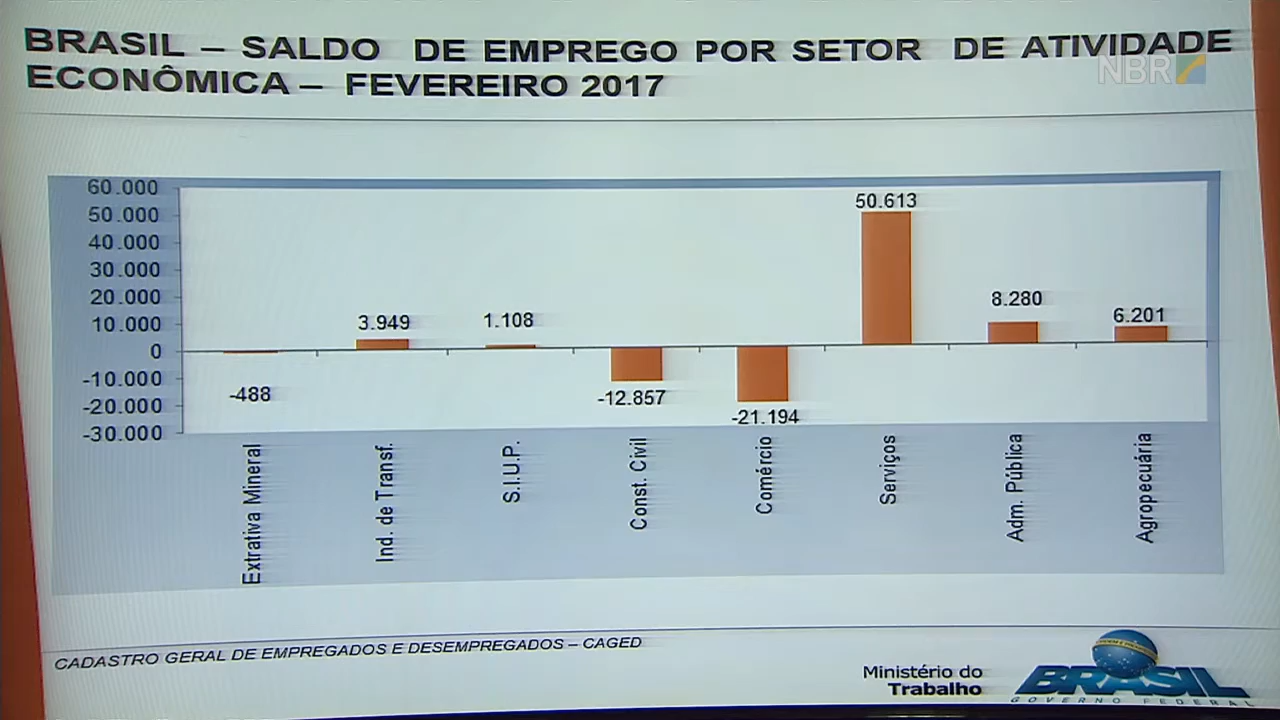 BRASIL – SALDO DE EMPREGO POR SETOR DE ATIVIDADE
ECONÔMICA – FEVEREIRO 2017
NBR
60.000
50.000
40.000
30.000
20.000
10.000
0
-10.000
-20.000
-30.000
-488
3.949
1.108
-12.857
-21.194
50.613
8.280
6.201
Extrativa Mineral
Ind. de Transf.
S.I.U.P.
Const. Civil
Comércio
Serviços
Adm. Pública
Agropecuária
CADASTRO GERAL DE EMPREGADOS E DESEMPREGADOS – CAGED
Ministério do
Trabalho
BRASIL
GOVERNO FEDERAL